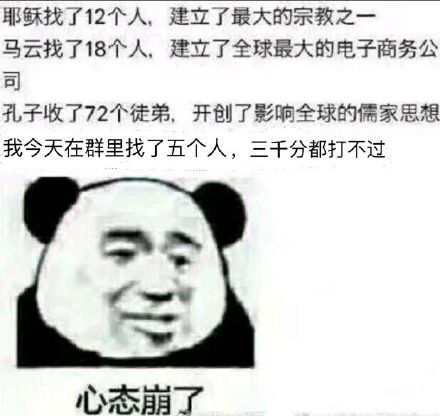 耶稣找了12个人，建立了最大的宗教之一
马云找了18个人，建立了全球最大的电子商务公
司
孔子收了72个徒弟，开创了影响全球的儒家思想
我今天在群里找了五个人，三千分都打不过
心态崩了